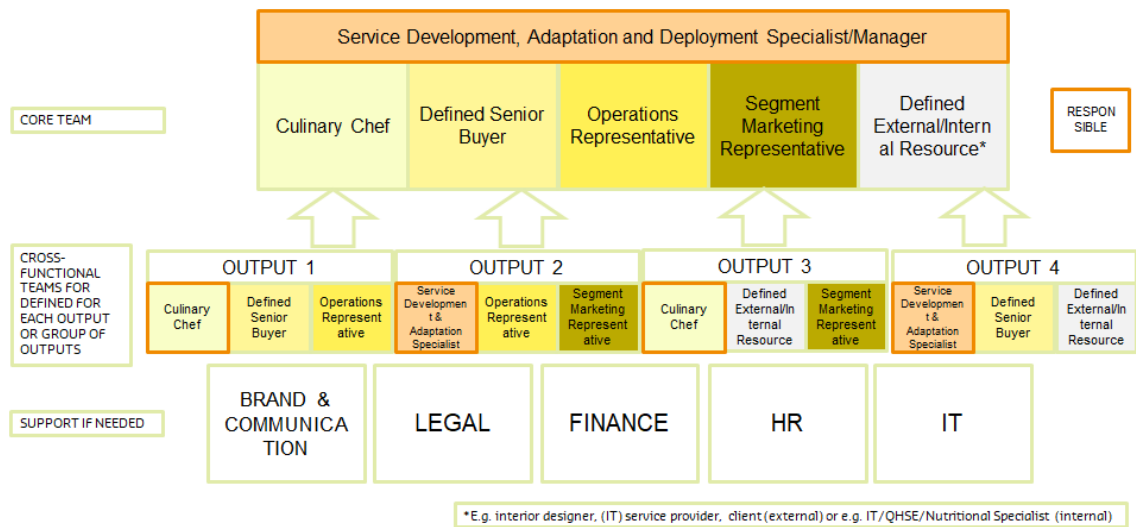 Service Development, Adaptation and Deployment Specialist/Manager
CORE TEAM
Culinary Chef
Defined Senior
Buyer
Operations
Representative
Segment
Marketing
Representative
Defined
External/Intern
al Resource*
RESPON
SIBLE
CROSS-
FUNCTIONAL
TEAMS FOR
DEFINED FOR
EACH OUTPUT
OR GROUP OF
OUTPUTS
OUTPUT 1
Culinary
Chef
Defined
Senior
Buyer
Operations
Represent
ative
OUTPUT 2
Service
Developmen
t &
Adaptation
Specialist
Operations
Represent
ative
Segment
Marketing
Represent
ative
OUTPUT 3
Culinary
Chef
Defined
External/In
ternal
Resource
Segment
Marketing
Represent
ative
OUTPUT 4
Service
Developmen
t &
Adaptation
Specialist
Defined
Senior
Buyer
Defined
External/In
ternal
Resource
SUPPORT IF NEEDED
BRAND &
COMMUNICA
TION
LEGAL
FINANCE
HR
IT
*E.g. interior designer, (IT) service provider, client (external) or e.g. IT/QHSE/Nutritional Specialist (internal)